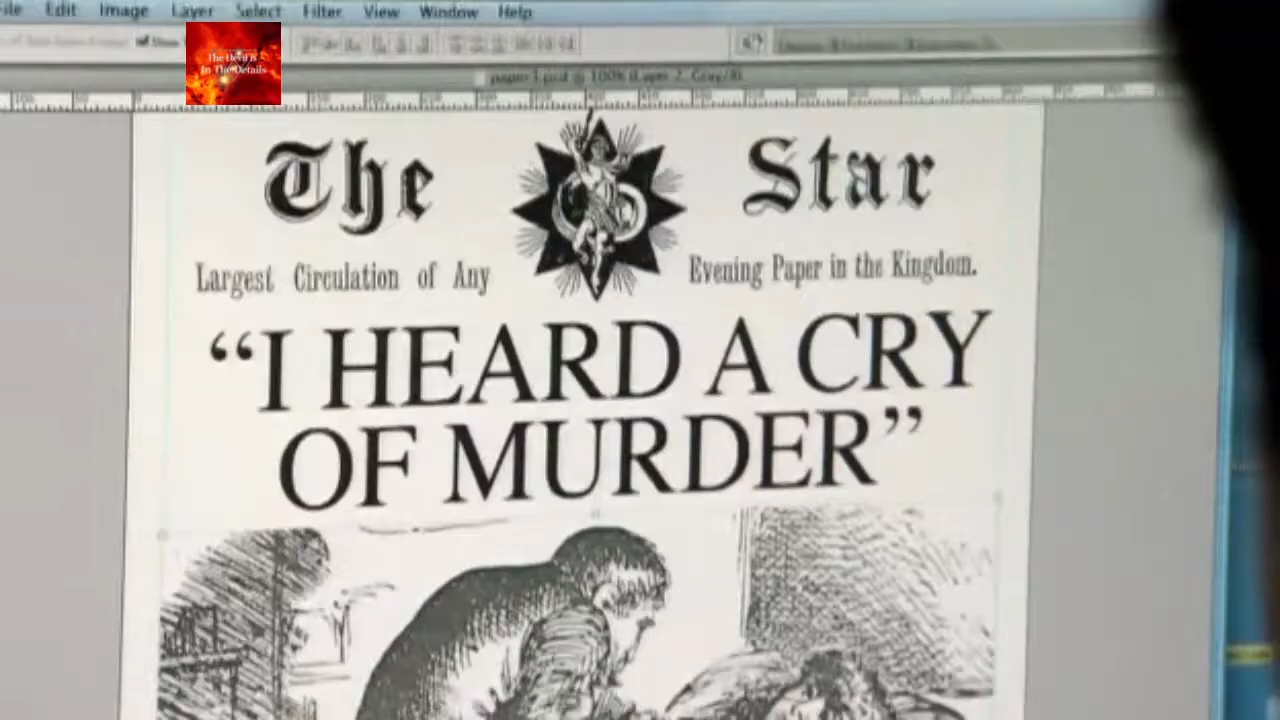 File Edit Image Layer Select Filter View Window Help
The Devil is
In The Details
The Star
Largest Circulation of Any Evening Paper in the Kingdom.
“I HEARD A CRY
OF MURDER”